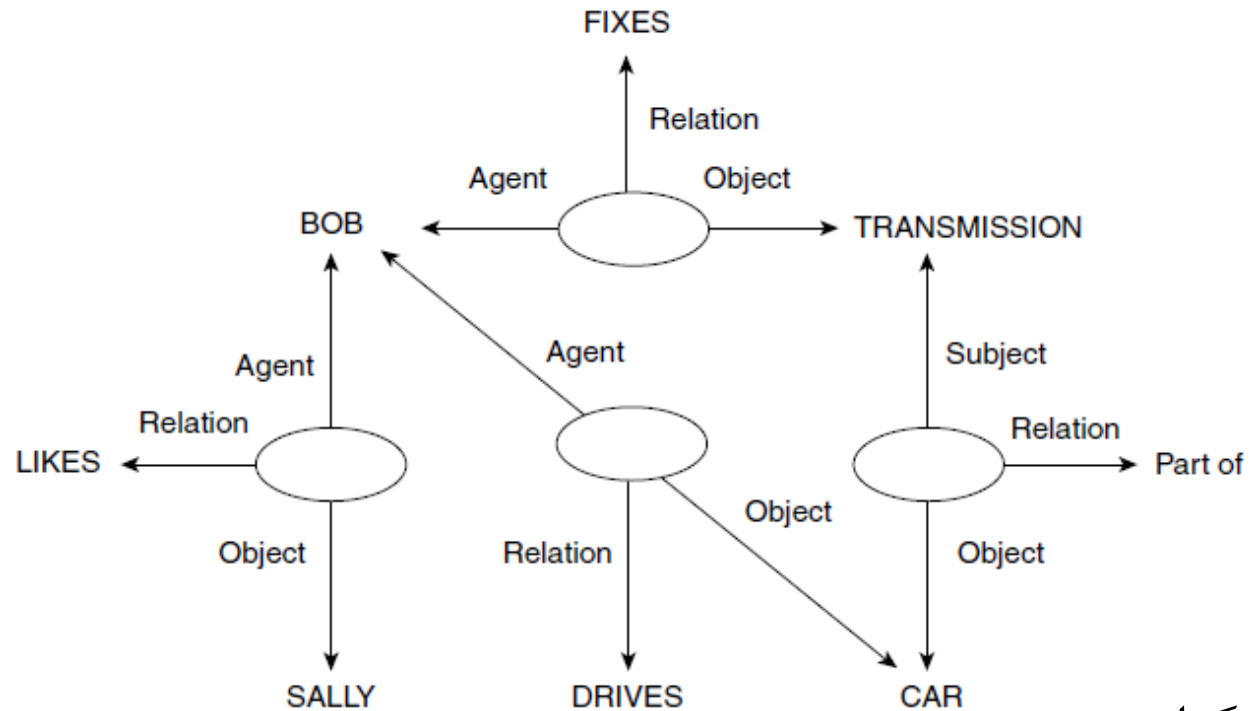 FIXES
Relation
Agent Object
BOB TRANSMISSION
Agent Subject
Agent
Relation Relation
LIKES Part of
Object
Object Relation Object
SALLY DRIVES CAR